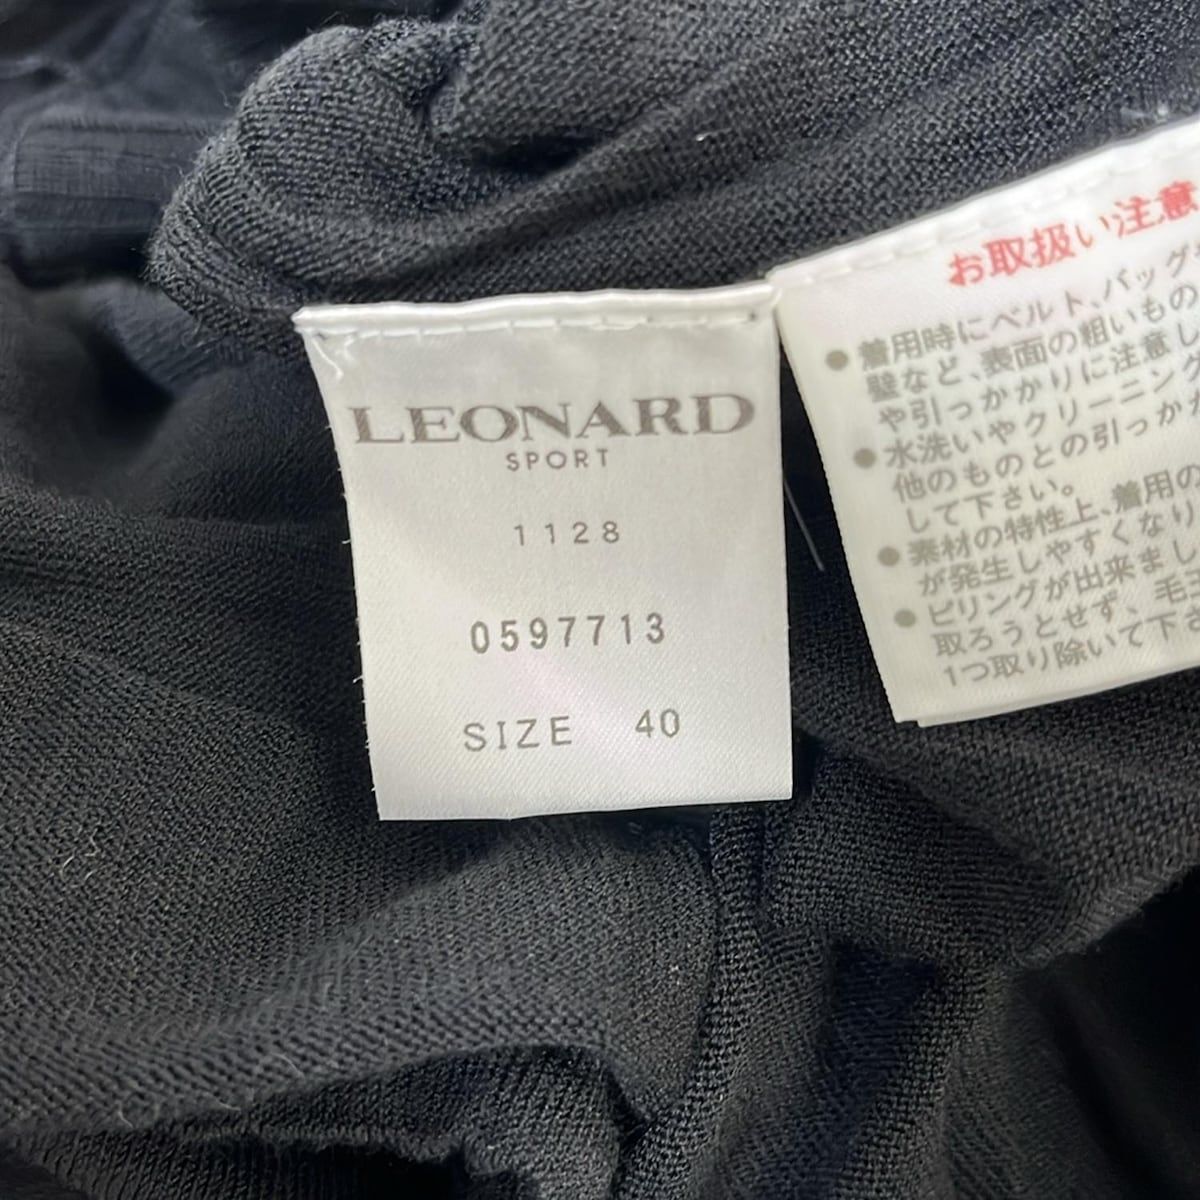 LEONARD
SPORT
1128
0597713
SIZE 40
お取扱い注意
●着用時にベルト、バッグや
壁など、表面の粗いもの
や引っかかりに注意し
●水洗いやクリーニング
他のものとの引っか
して下さい。
●素材の特性上、着用の
が発生しやすくなり
●ピリングが出来まし
取ろうとせず、毛玉
1つ取り除いて下さ